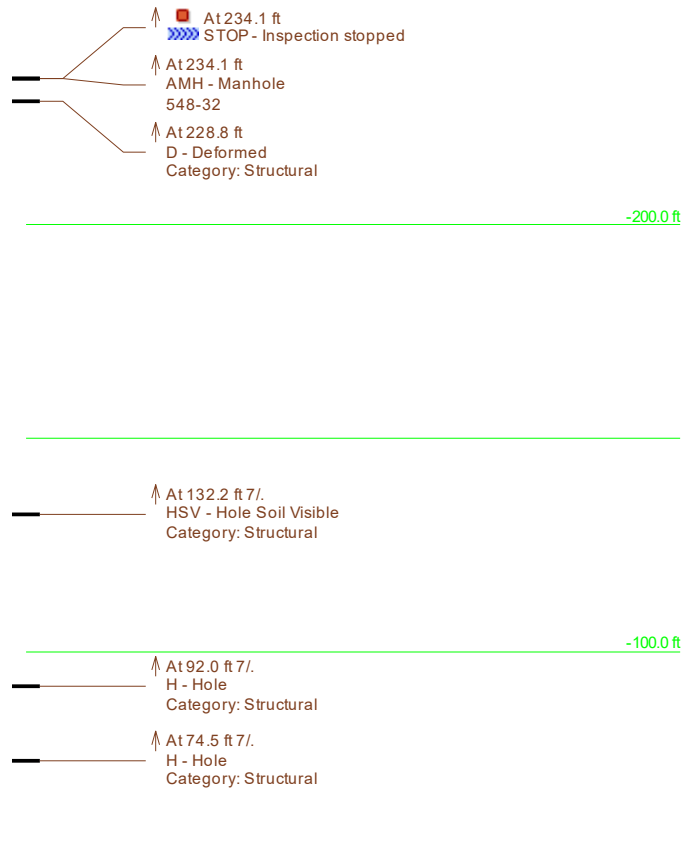 At 234.1 ft
STOP - Inspection stopped
At 234.1 ft
AMH - Manhole
548-32
At 228.8 ft
D - Deformed
Category: Structural
-200.0 ft
At 132.2 ft 7/.
HSV - Hole Soil Visible
Category: Structural
-100.0 ft
At 92.0 ft 7/.
H - Hole
Category: Structural
At 74.5 ft 7/.
H - Hole
Category: Structural